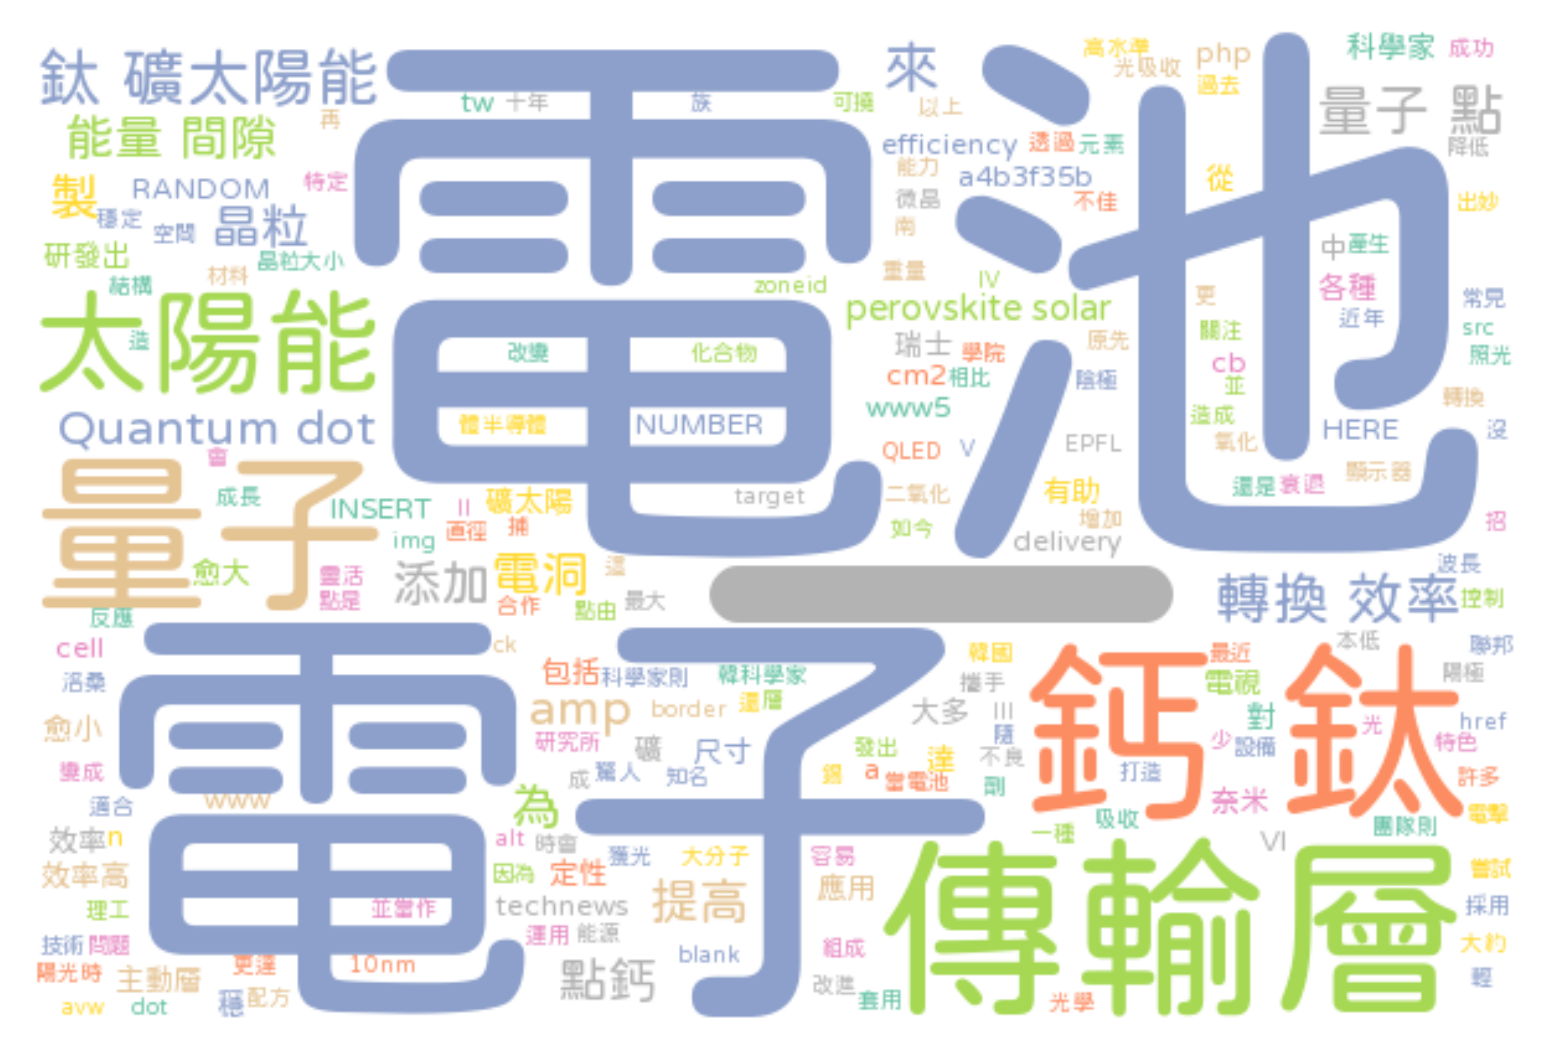 鈦 礦太陽能
電池
來
高水準
光吸收
php
過去
科學家
成功
量子 點
降低
tw
十年
族
可撓
以上
能量 間隙
再
efficiency
透過
元素
能力
a4b3f35b
不佳
從
出妙
製
RANDOM
特定
穩定
空間
晶粒
微晶
南
研發出
晶粒大小
材料
結構
重量
zoneid
IV
中
產生
各種
更
近年
常見
太陽能
造
perovskite solar
關注
src
照光
改變
化合物
瑞士
學院
原先
cm2
相比
陰極
cb
並
轉換
Quantum dot
體半導體
NUMBER
www5
造成
氧化
HERE
沒
QLED
V
EPFL
會
量子
成長
INSERT
II
礦太陽
target
二氧化
有助
增加
還是
衰退
顯示器
招
img
直徑
捕
如今
delivery
波長
愈大
靈活
點是
添加
電洞
這
合作
點由
最大
一
轉換 效率
控制
反應
電子
ck
本低
聯邦
cell
洛桑
包括
科學家則
韓科學家
韓國
攜手
鈣 鈦
最近
電視
陽極
愈小
amp
border
還
層
大多
III
隨
對
光
href
研究所
礦
尺寸
發出
達
不良
少
設備
特色
變成
成
驚人
知名
錫
a
當電池
劑
打造
許多
適合
www
為
奈米
電擊
效率
n
alt
時會
獲光
大分子
容易
一種
吸收
VI
團隊則
效率高
因為
定性
提高
應用
傳輸層
嘗試
理工
並當作
technews
採用
技術
問題
運用
能源
blank
組成
大約
陽光時
主動層
更達
10nm
點鈣
改進
輕
avw
dot
穩
配方
套用
光學